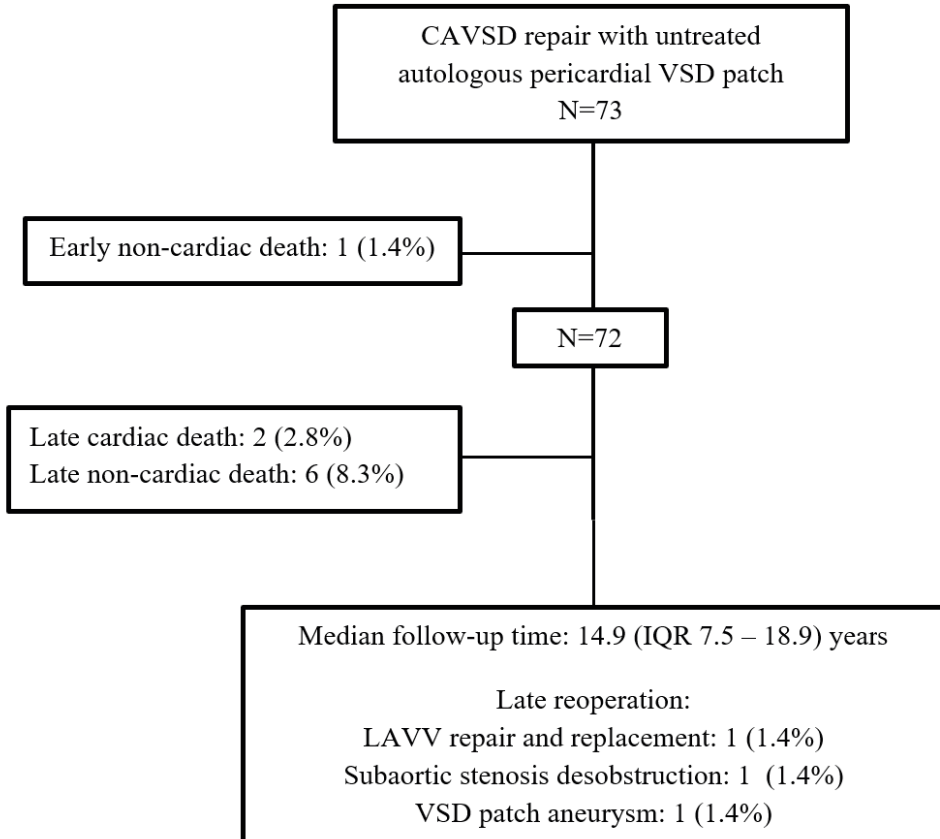 CAVSD repair with untreated
autologous pericardial VSD patch
N=73
Early non-cardiac death: 1 (1.4%)
N=72
Late cardiac death: 2 (2.8%)
Late non-cardiac death: 6 (8.3%)
Median follow-up time: 14.9 (IQR 7.5 – 18.9) years
Late reoperation:
LAVV repair and replacement: 1 (1.4%)
Subaortic stenosis desobstruction: 1 (1.4%)
VSD patch aneurysm: 1 (1.4%)